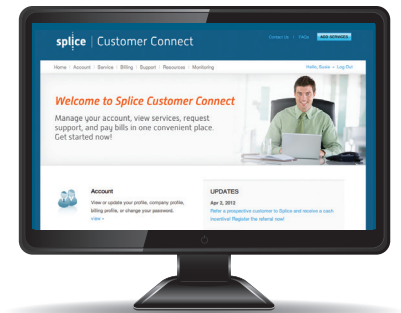 splice | Customer Connect
Contact Us | FAQs
ADD SERVICES
Home | Account | Service | Billing | Support | Resources | Monitoring
Hello, Susie - Log Out
Welcome to Splice Customer Connect
Manage your account, view services, request
support, and pay bills in one convenient place.
Get started now!
Account
View or update your profile, company profile,
billing profile, or change your password.
view »
UPDATES
Apr 2, 2012
Refer a prospective customer to Splice and receive a cash
incentive! Register the referral now!